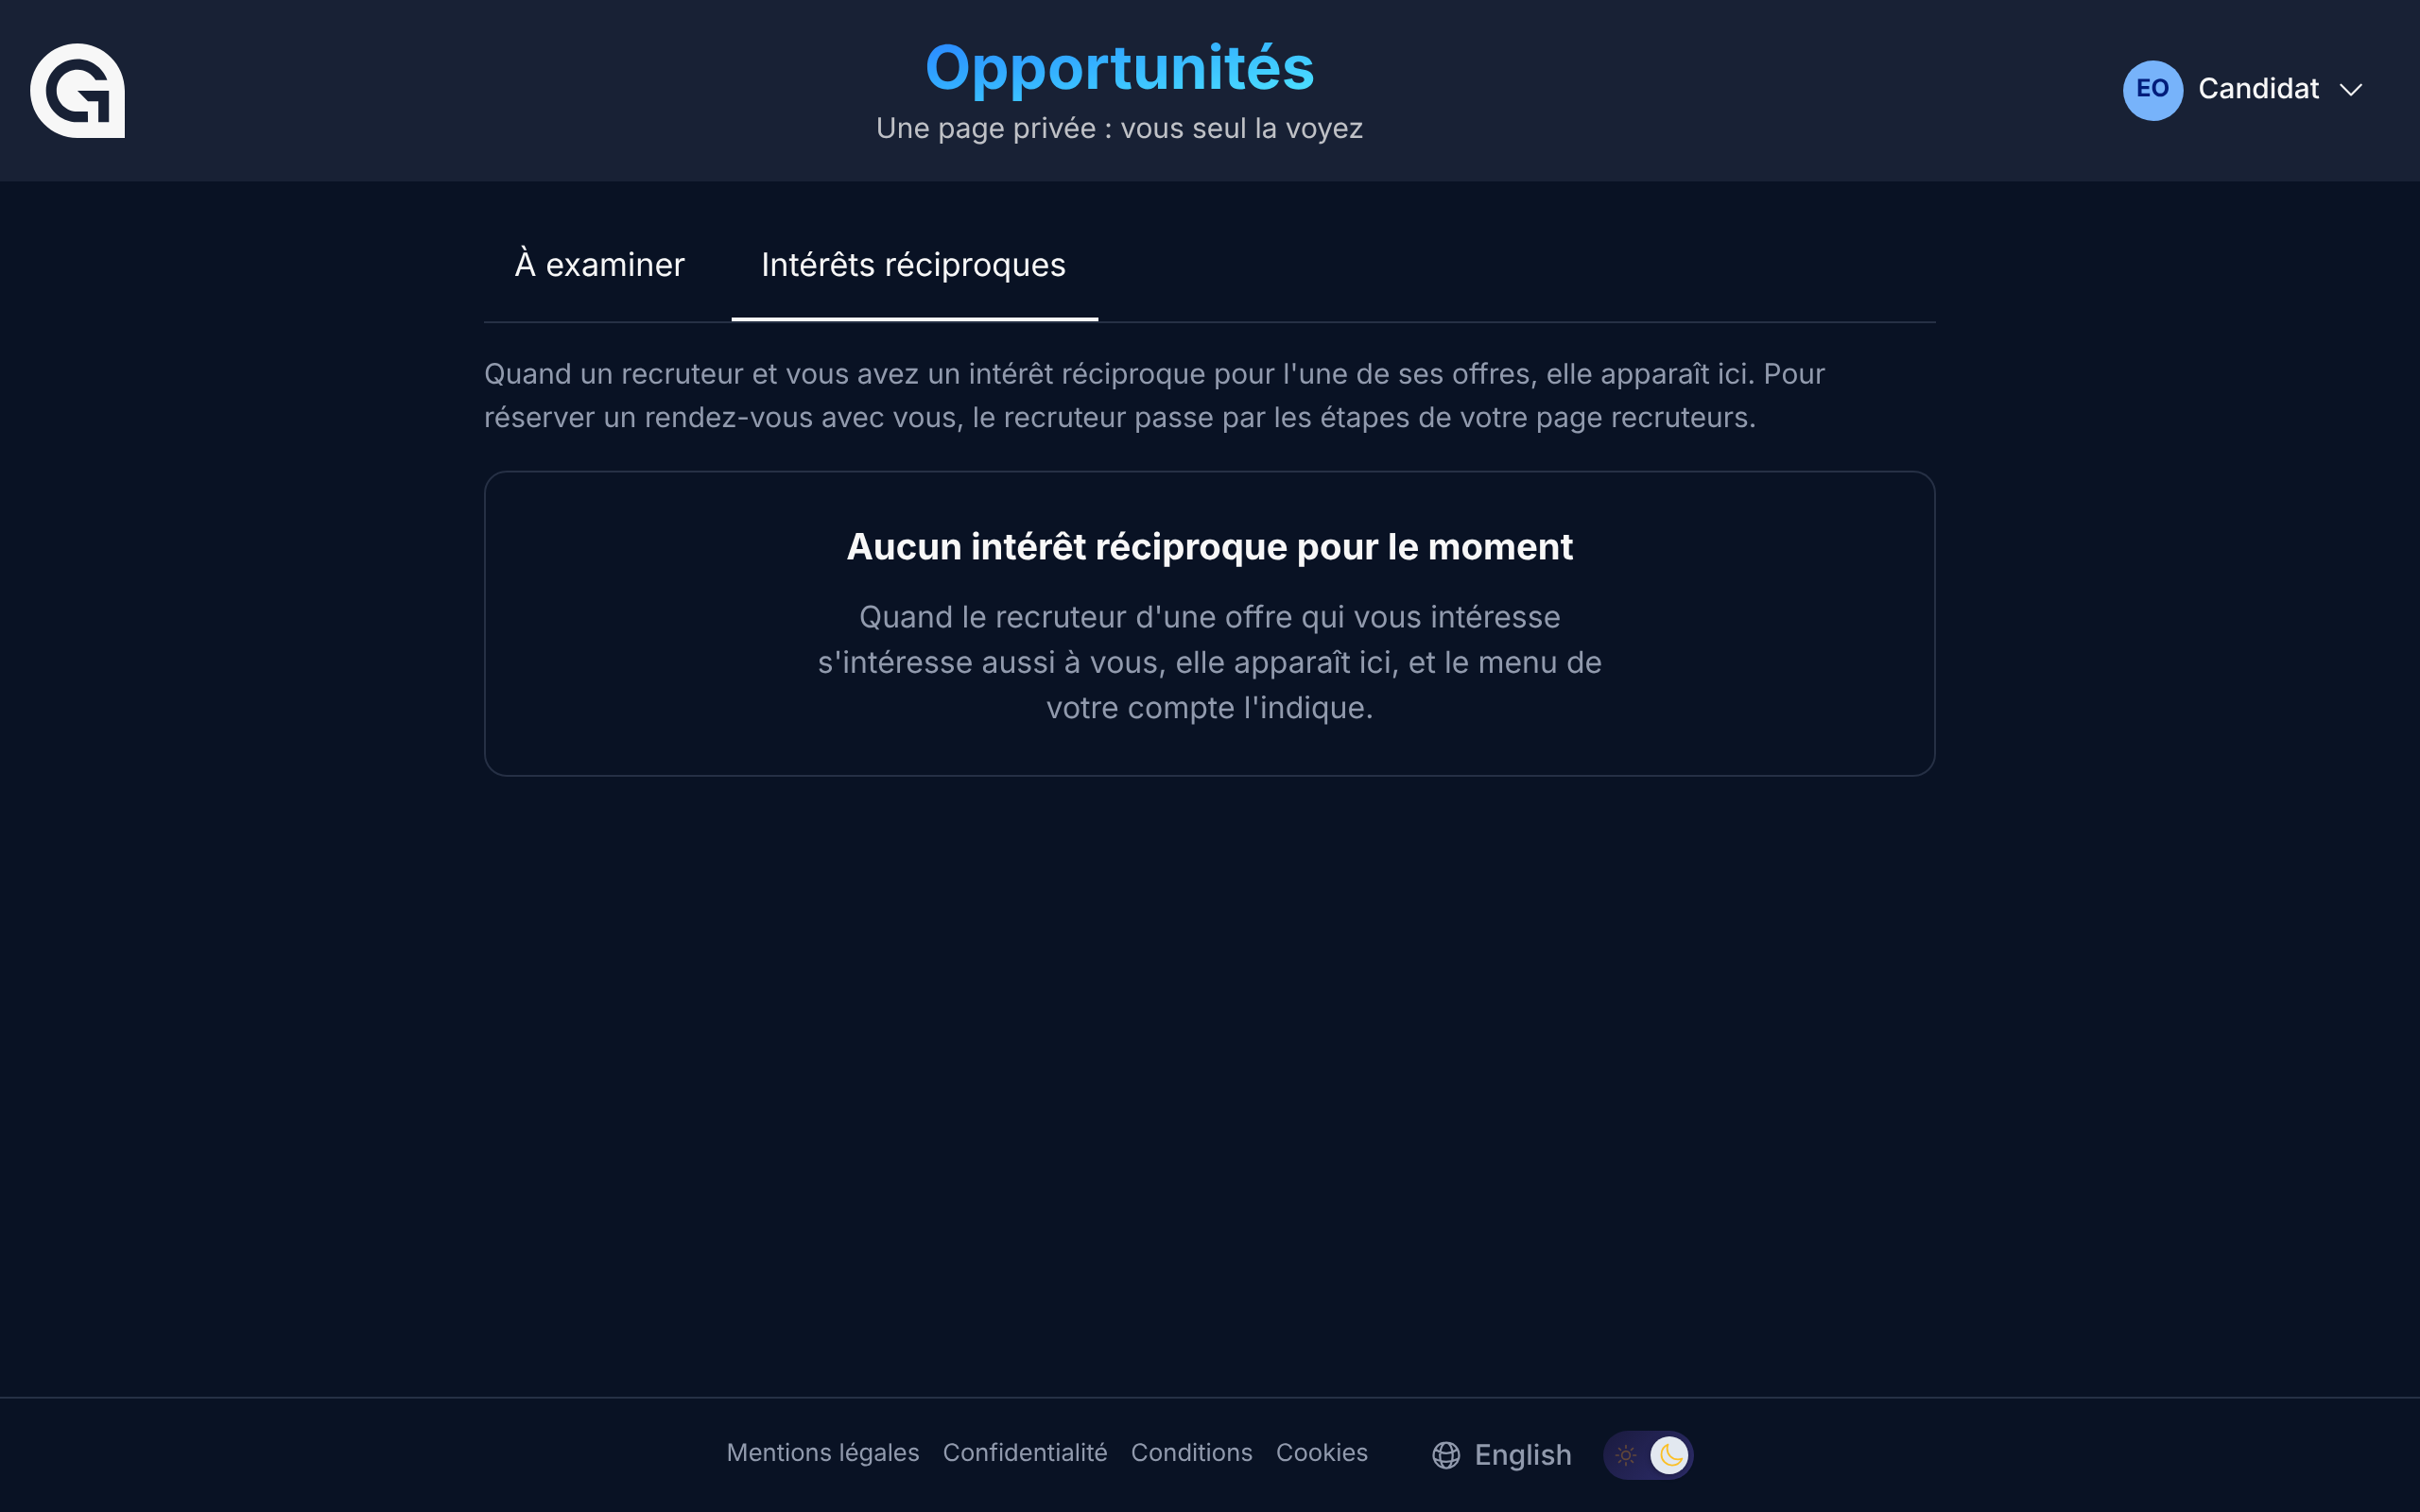 Opportunités
Une page privée : vous seul la voyez
EO Candidat
À examiner Intérêts réciproques
Quand un recruteur et vous avez un intérêt réciproque pour l'une de ses offres, elle apparaît ici. Pour
réserver un rendez-vous avec vous, le recruteur passe par les étapes de votre page recruteurs.
Aucun intérêt réciproque pour le moment
Quand le recruteur d'une offre qui vous intéresse
s'intéresse aussi à vous, elle apparaît ici, et le menu de
votre compte l'indique.
Mentions légales Confidentialité Conditions Cookies English